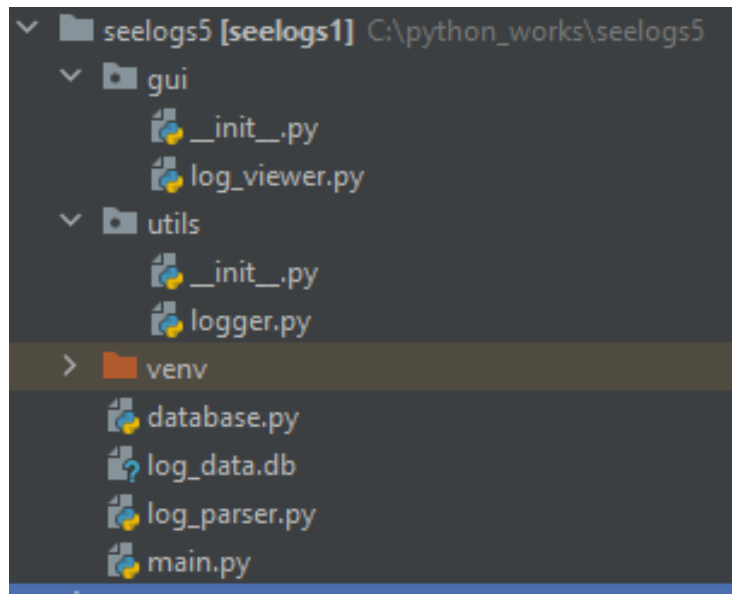 seelogs5 [seelogs1] C:\python_works\seelogs5
gui
__init__.py
log_viewer.py
utils
__init__.py
logger.py
venv
database.py
log_data.db
log_parser.py
main.py